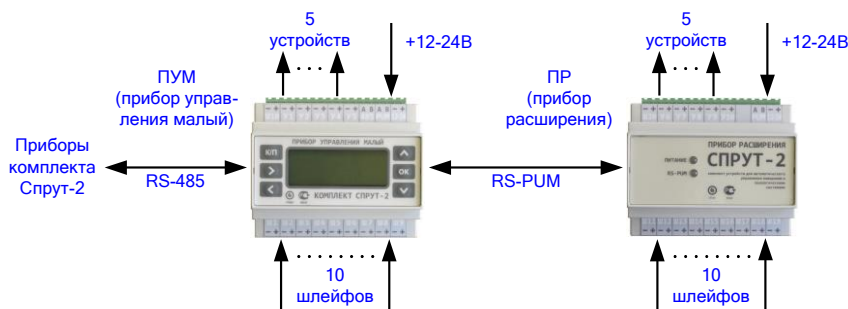 5
устройств
+12-24В
ПУМ
(прибор управ-
ления малый)
Приборы
комплекта
Спрут-2
RS-485
ПРИБОР УПРАВЛЕНИЯ МАЛЫЙ
К/П
ОК
КОМПЛЕКТ СПРУТ-2
10
шлейфов
RS-PUM
ПР
(прибор
расширения)
5
устройств
+12-24В
ПРИБОР РАСШИРЕНИЯ
СПРУТ-2
ПИТАНИЕ
RS-PUM
10
шлейфов